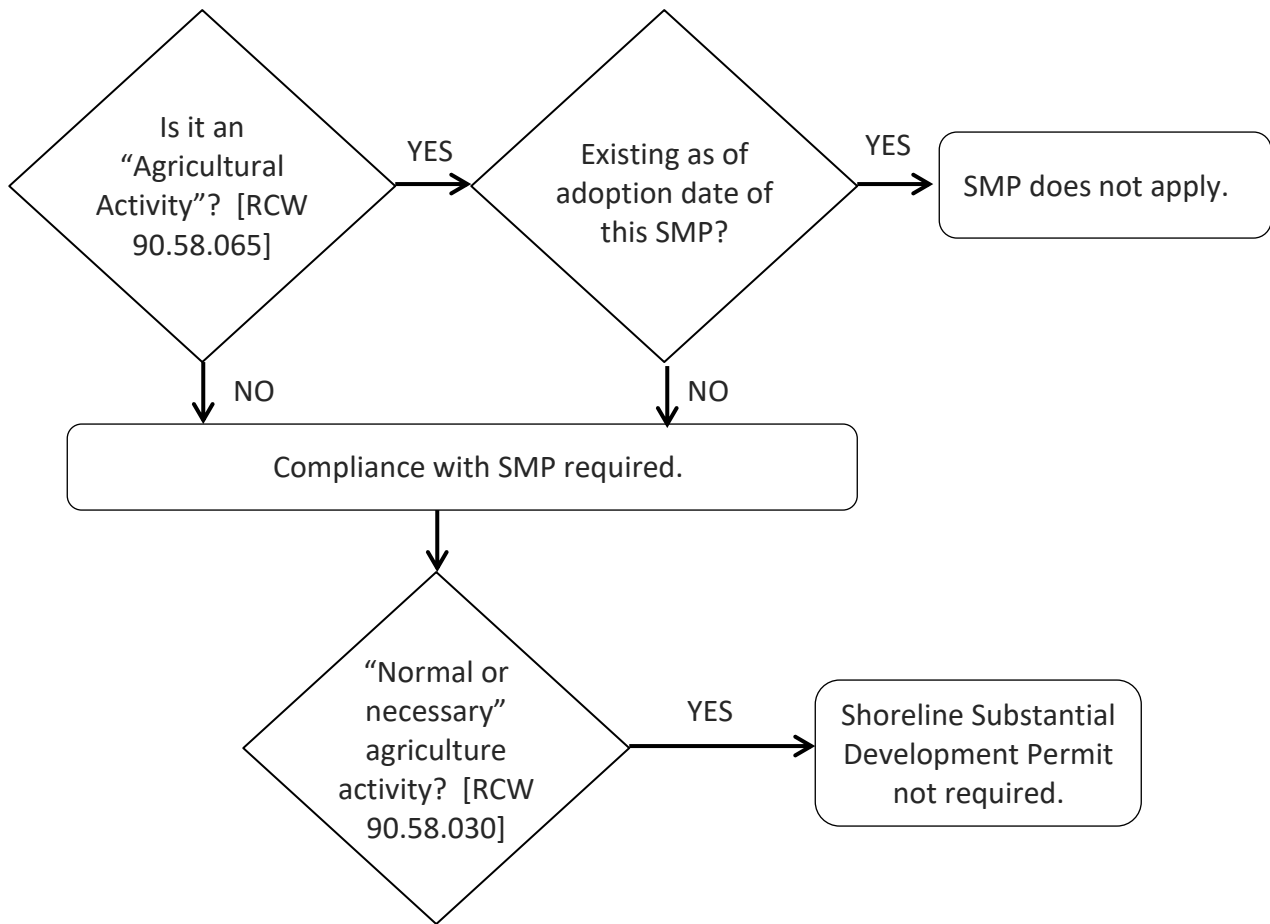 Is it an
“Agricultural
Activity”?  [RCW
90.58.065]
YES
Existing as of
adoption date of
this SMP?
YES
SMP does not apply.
NO
NO
Compliance with SMP required.
“Normal or
necessary”
agriculture
activity?  [RCW
90.58.030]
YES
Shoreline Substantial
Development Permit
not required.